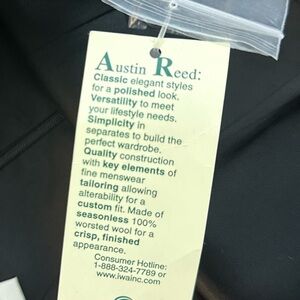 Austin Reed:
Classic elegant styles
for a polished look.
Versatility to meet
your lifestyle needs.
Simplicity in
separates to build the
perfect wardrobe.
Quality construction
with key elements of
fine menswear
tailoring allowing
alterability for a
custom fit. Made of
seasonless 100%
worsted wool for a
crisp, finished
appearance.
Consumer Hotline:
1-888-324-7789 or
www.iwainc.com